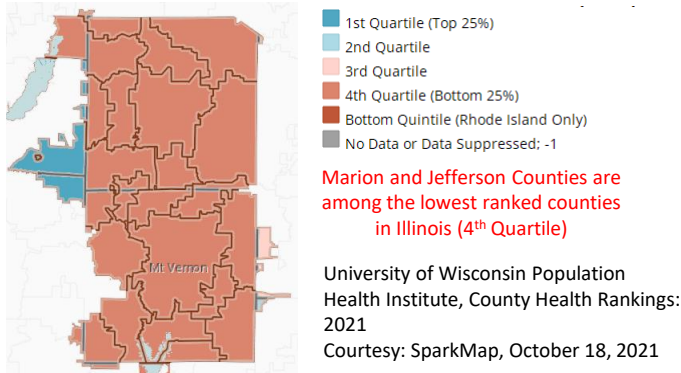 1st Quartile (Top 25%)
2nd Quartile
3rd Quartile
4th Quartile (Bottom 25%)
Bottom Quintile (Rhode Island Only)
No Data or Data Suppressed; -1
Marion and Jefferson Counties are
among the lowest ranked counties
in Illinois (4th Quartile)
Mt Vernon
University of Wisconsin Population
Health Institute, County Health Rankings:
2021
Courtesy: SparkMap, October 18, 2021